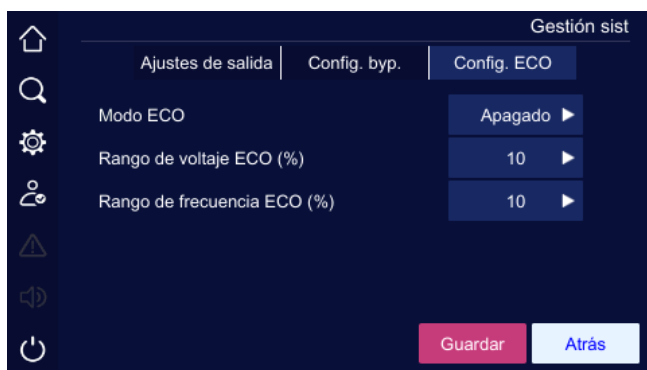 Gestión sist
Ajustes de salida Config. byp. Config. ECO
Modo ECO Apagado
Rango de voltaje ECO (%) 10
Rango de frecuencia ECO (%) 10
Guardar Atrás